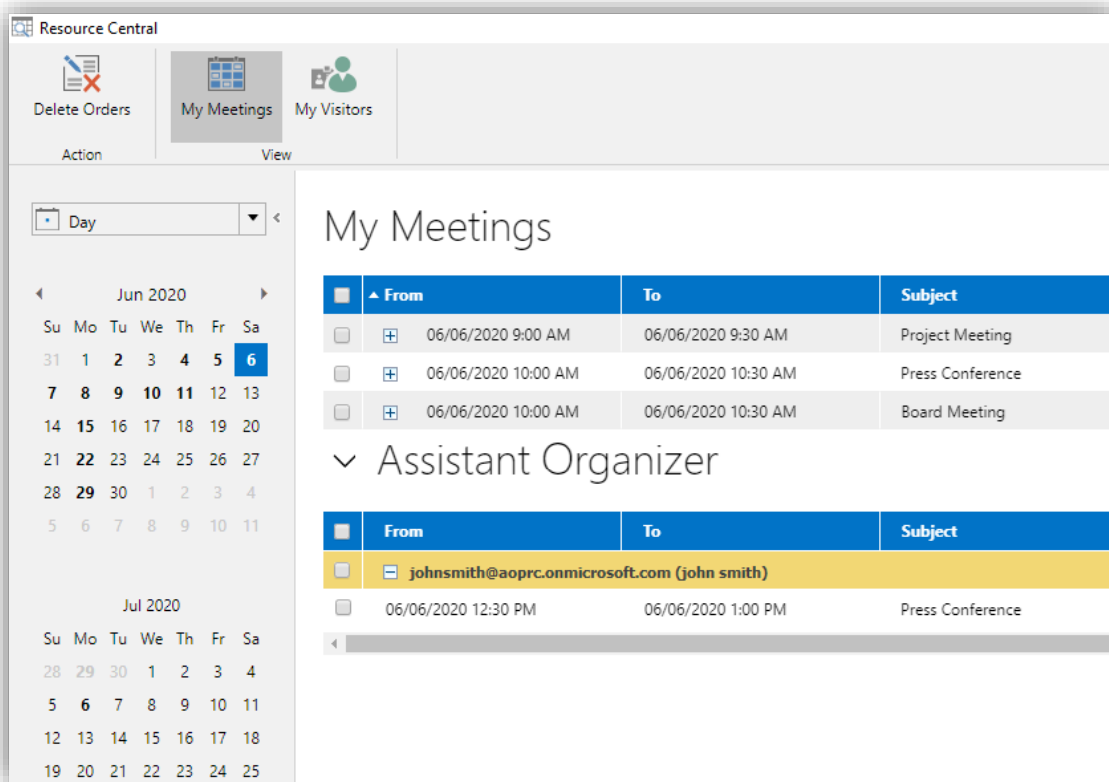 Resource Central
Delete Orders
My Meetings
My Visitors
Action
View
Day
Jun 2020
Su Mo Tu We Th Fr Sa
31 1 2 3 4 5 6
7 8 9 10 11 12 13
14 15 16 17 18 19 20
21 22 23 24 25 26 27
28 29 30 1 2 3 4
5 6 7 8 9 10 11
Jul 2020
Su Mo Tu We Th Fr Sa
28 29 30 1 2 3 4
5 6 7 8 9 10 11
12 13 14 15 16 17 18
19 20 21 22 23 24 25
My Meetings
From To Subject
06/06/2020 9:00 AM 06/06/2020 9:30 AM Project Meeting
06/06/2020 10:00 AM 06/06/2020 10:30 AM Press Conference
06/06/2020 10:00 AM 06/06/2020 10:30 AM Board Meeting
Assistant Organizer
From To Subject
johnsmith@aoprc.onmicrosoft.com (john smith)
06/06/2020 12:30 PM 06/06/2020 1:00 PM Press Conference